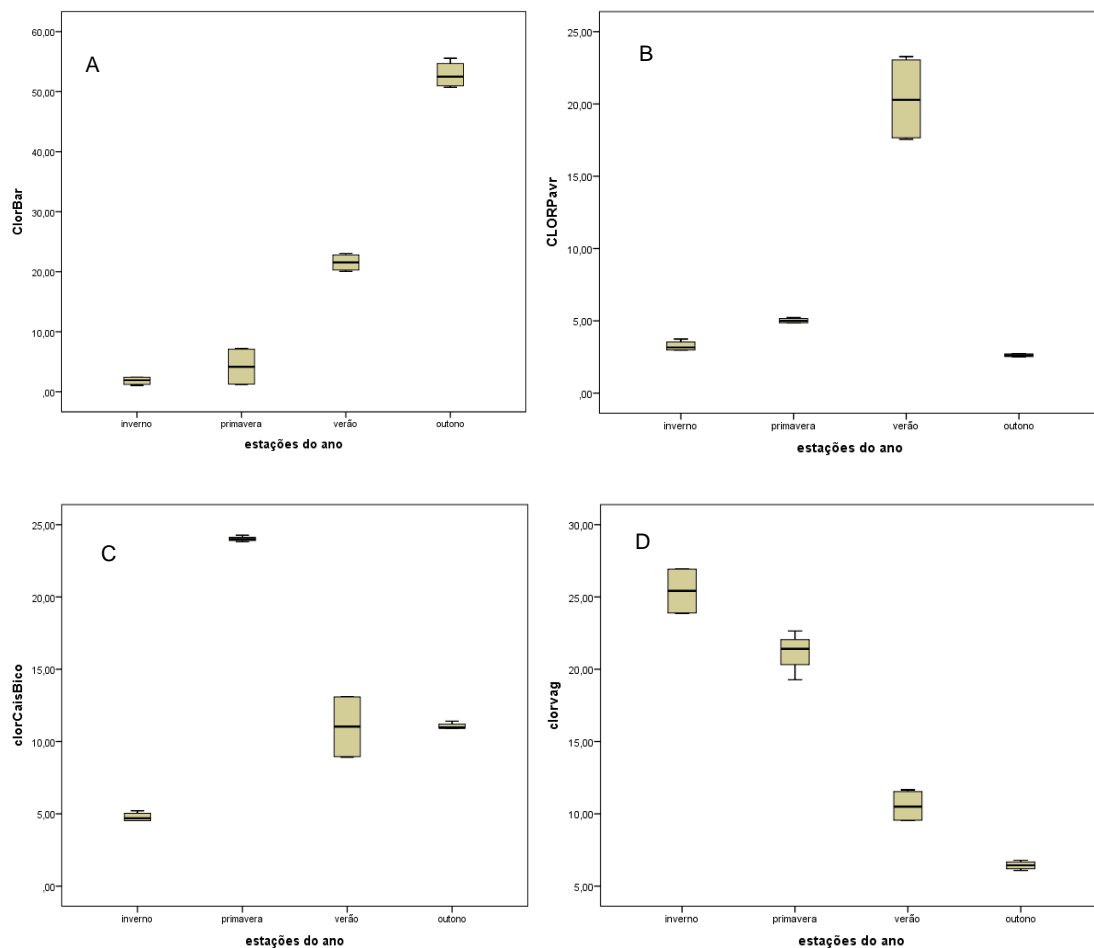 A
ClorBar
60,00
50,00
40,00
30,00
20,00
10,00
,00
inverno primavera verão outono
estações do ano
B
CLORPavr
25,00
20,00
15,00
10,00
5,00
,00
inverno primavera verão outono
estações do ano
C
clorCaisBico
25,00
20,00
15,00
10,00
5,00
,00
inverno primavera verão outono
estações do ano
D
clorvag
30,00
25,00
20,00
15,00
10,00
5,00
inverno primavera verão outono
estações do ano